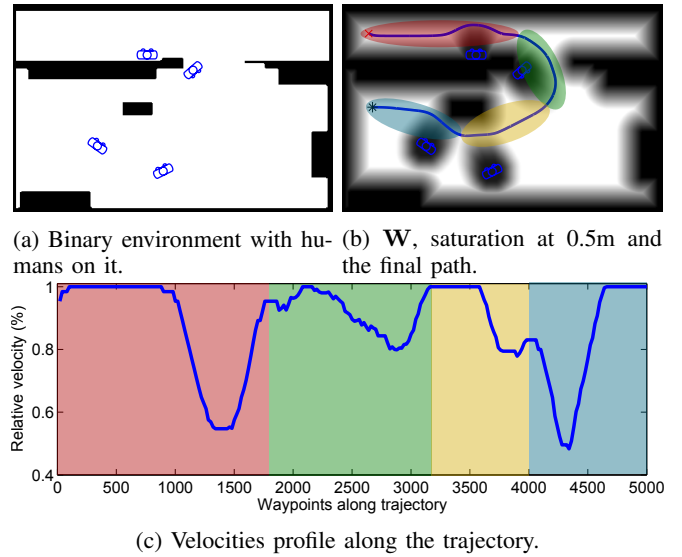 (a) Binary environment with hu-
mans on it.
(b) W, saturation at 0.5m and
the final path.
1
0.8
0.6
0.4
Relative velocity (%)
0 500 1000 1500 2000 2500 3000 3500 4000 4500 5000
Waypoints along trajectory
(c) Velocities profile along the trajectory.